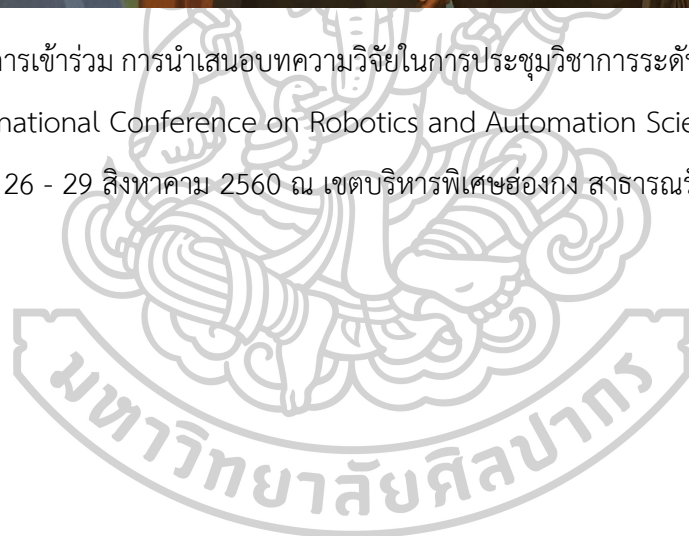 การเข้าร่วม การนำเสนอบทความวิจัยในการประชุมวิชาการระดับ
national Conference on Robotics and Automation Scie
26 - 29 สิงหาคาม 2560 ณ เขตบริหารพิเศษฮ่องกง สาธารณรั
มหาวิทยาลัยศิลปากร